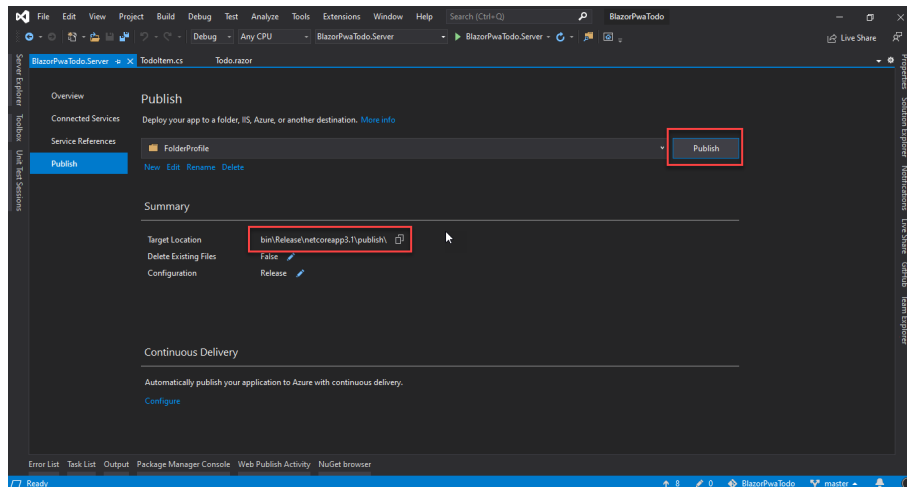 File Edit View Project Build Debug Test Analyze Tools Extensions Window Help Search (Ctrl+Q) BlazorPwaTodo
Debug Any CPU BlazorPwaTodo.Server BlazorPwaTodo.Server Live Share
BlazorPwaTodo.Server TodoItem.cs Todo.razor
Server Explorer
Toolbox
Unit Test Sessions
Overview
Connected Services
Service References
Publish
Publish
Deploy your app to a folder, IIS, Azure, or another destination. More info
FolderProfile Publish
New Edit Rename Delete
Summary
Target Location bin\Release\netcoreapp3.1\publish\
Delete Existing Files False
Configuration Release
Continuous Delivery
Automatically publish your application to Azure with continuous delivery.
Configure
Properties
Solution Explorer
Notifications
Live Share
GitHub
Team Explorer
Error List Task List Output Package Manager Console Web Publish Activity NuGet browser
Ready 8 0 BlazorPwaTodo master